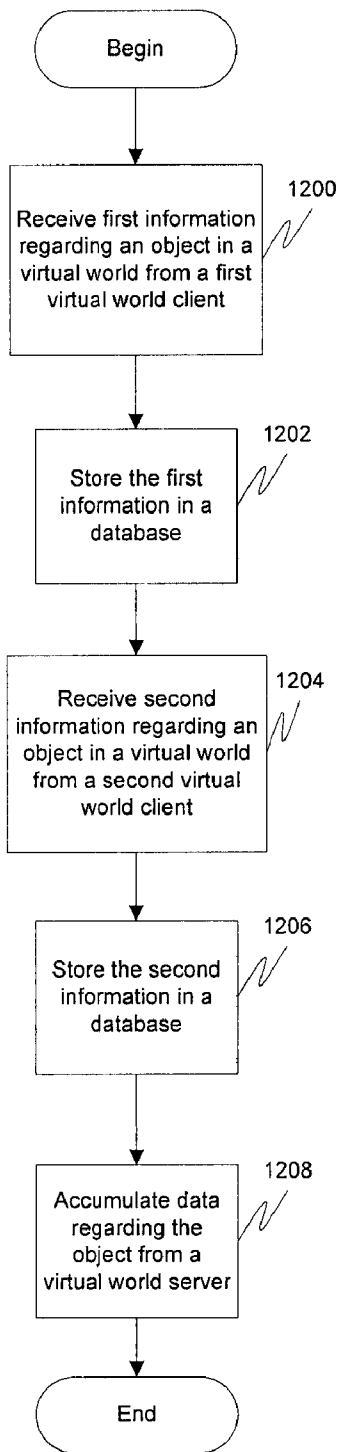 Begin
1200
Receive first information
regarding an object in a
virtual world from a first
virtual world client
1202
Store the first
information in a
database
1204
Receive second
information regarding an
object in a virtual world
from a second virtual
world client
1206
Store the second
information in a
database
1208
Accumulate data
regarding the
object from a
virtual world server
End